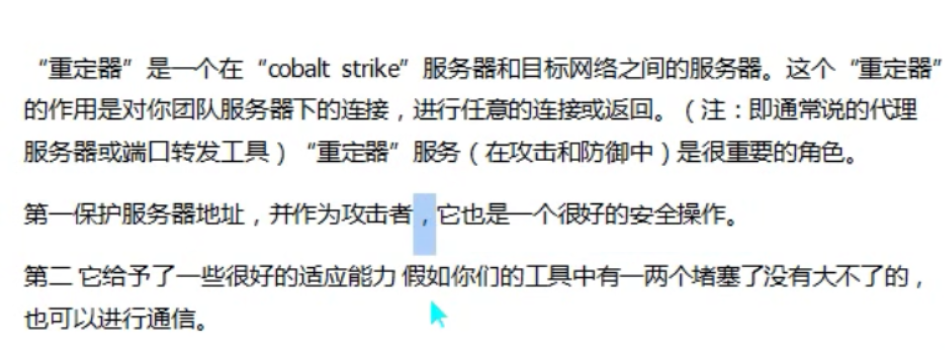 “重定器”是一个在“cobalt strike”服务器和目标网络之间的服务器。这个“重定器”
的作用是对你团队服务器下的连接，进行任意的连接或返回。（注：即通常说的代理
服务器或端口转发工具）“重定器”服务（在攻击和防御中）是很重要的角色。
第一保护服务器地址，并作为攻击者，它也是一个很好的安全操作。
第二 它给予了一些很好的适应能力 假如你们的工具中有一两个堵塞了没有大不了的，
也可以进行通信。